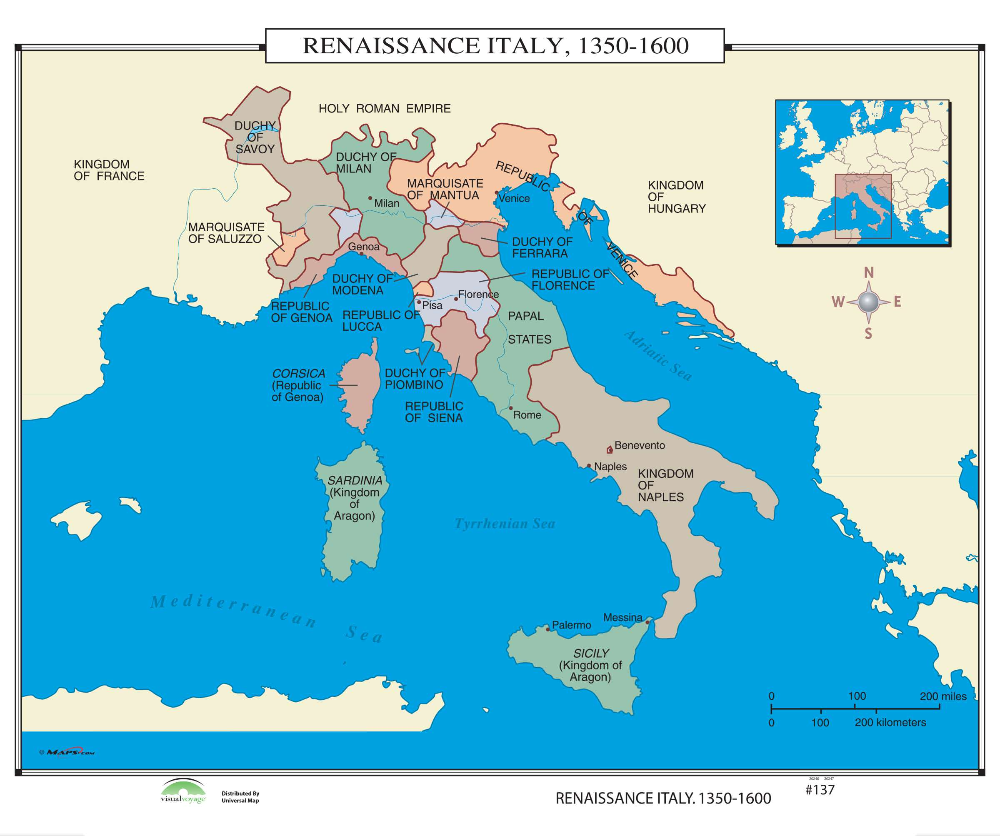 RENAISSANCE ITALY, 1350-1600
HOLY ROMAN EMPIRE
DUCHY
OF
SAVOY
KINGDOM
OF FRANCE
DUCHY OF
MILAN
Milan
MARQUISATE
OF MANTUA
REPUBLIC
OF
VENICE
Venice
KINGDOM
OF
HUNGARY
MARQUISATE
OF SALUZZO
Genoa
DUCHY OF
FERRARA
DUCHY OF
MODENA
REPUBLIC OF
FLORENCE
Florence
Pisa
REPUBLIC
OF GENOA
REPUBLIC OF
LUCCA
PAPAL
STATES
N
W
E
S
Adriatic Sea
CORSICA
(Republic
of Genoa)
DUCHY OF
PIOMBINO
REPUBLIC
OF SIENA
Rome
Benevento
Naples
KINGDOM
OF
NAPLES
SARDINIA
(Kingdom
of
Aragon)
Tyrrhenian Sea
Mediterranean Sea
Messina
Palermo
SICILY
(Kingdom of
Aragon)
0 100 200 miles
0 100 200 kilometers
© MAPS.COM
visualvoyage
Distributed By
Universal Map
30346 30347
#137
RENAISSANCE ITALY. 1350-1600